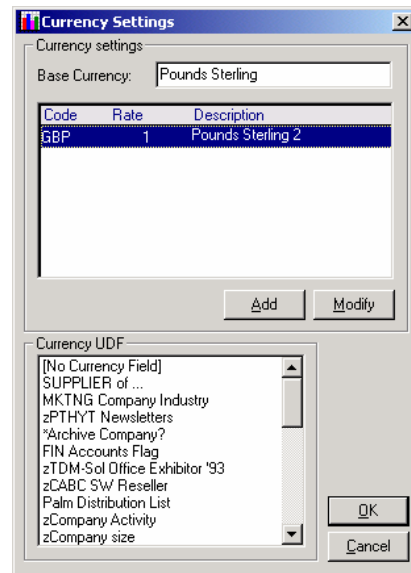 Currency Settings
Currency settings
Base Currency: Pounds Sterling
Code Rate Description
GBP 1 Pounds Sterling 2
Add Modify
Currency UDF
[No Currency Field]
SUPPLIER of ...
MKTNG Company Industry
zPTHYT Newsletters
*Archive Company?
FIN Accounts Flag
zTDM-Sol Office Exhibitor '93
zCABC SW Reseller
Palm Distribution List
zCompany Activity
zCompany size
OK
Cancel